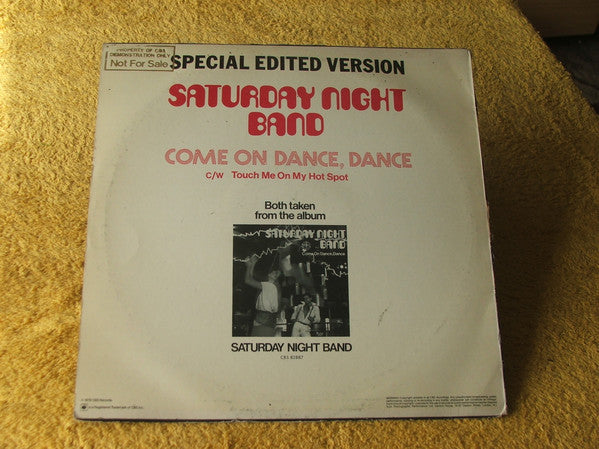 PROPERTY OF CBS
DEMONSTRATION ONLY
Not For Sale
SPECIAL EDITED VERSION
SATURDAY NIGHT
BAND
COME ON DANCE, DANCE
c/w Touch Me On My Hot Spot
Both taken
from the album
SATURDAY NIGHT
BAND
Come On Dance, Dance
SATURDAY NIGHT BAND
CBS 82887